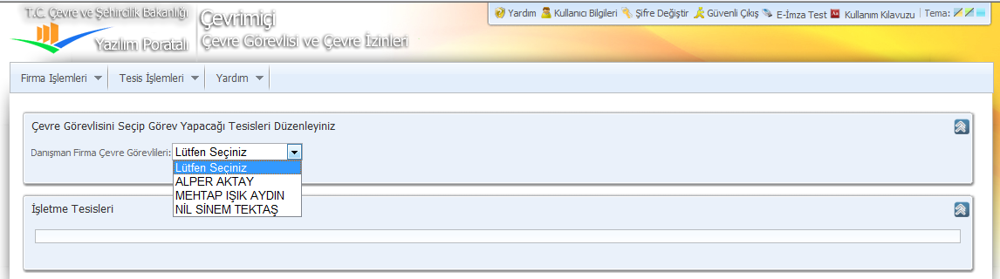 T.C. Çevre ve Şehircilik Bakanlığı
Yazılım Poratalı
Çevrimiçi
Çevre Görevlisi ve Çevre İzinleri
Yardım Kullanıcı Bilgileri Şifre Değiştir Güvenli Çıkış E-İmza Test Aa Kullanım Kılavuzu Tema:
Firma İşlemleri Tesis İşlemleri Yardım
Çevre Görevlisini Seçip Görev Yapacağı Tesisleri Düzenleyiniz
Danışman Firma Çevre Görevlileri: Lütfen Seçiniz
Lütfen Seçiniz
ALPER AKTAY
MEHTAP IŞIK AYDIN
NİL SİNEM TEKTAŞ
İşletme Tesisleri